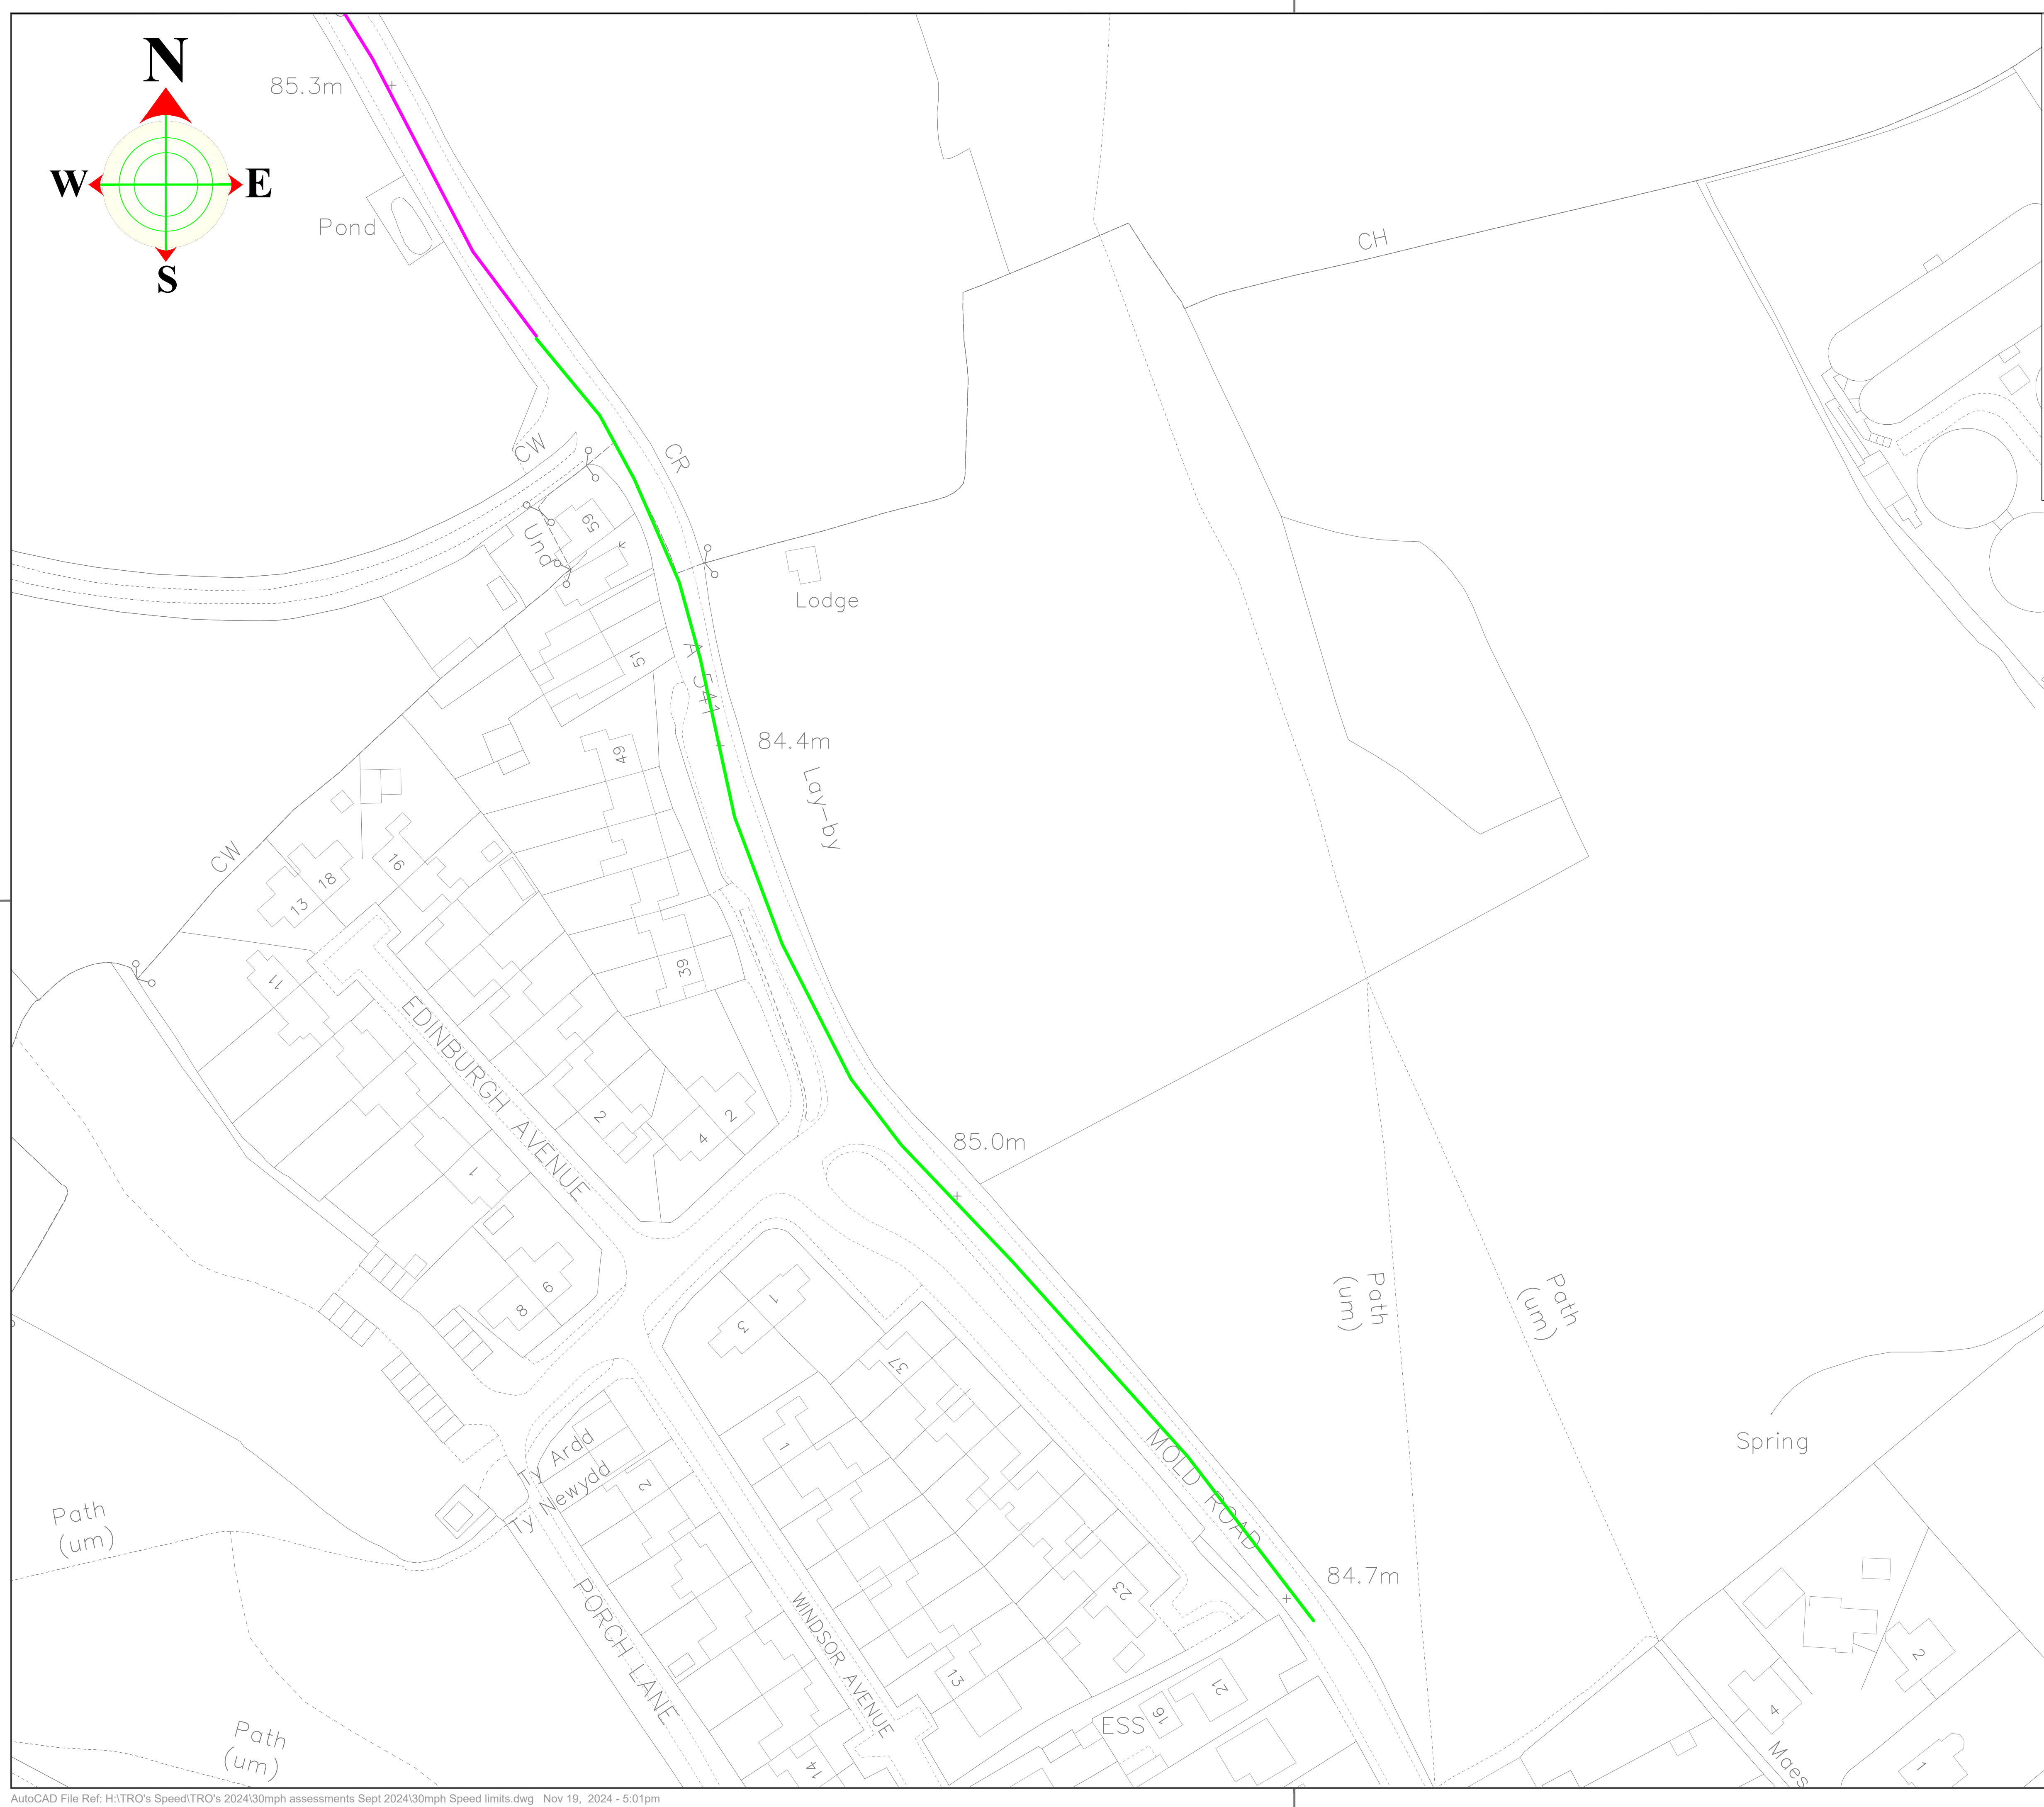 N
W
E
S
85.3m
Pond
CH
CW
CR
Und
59
Lodge
51
A 541
49
84.4m
Lay-by
CW
16
18
13
39
11
EDINBURGH AVENUE
2
2
4
85.0m
1
9
8
1
3
37
Path
(um)
Path
(um)
1
Ty Ardd
Ty Newydd
2
MOLD ROAD
Spring
Path
(um)
84.7m
PORCH LANE
WINDSOR AVENUE
23
13
21
16
ESS
14
2
4
Maes
1
Path
(um)
AutoCAD File Ref: H:\TRO's Speed\TRO's 2024\30mph assessments Sept 2024\30mph Speed limits.dwg Nov 19, 2024 - 5:01pm